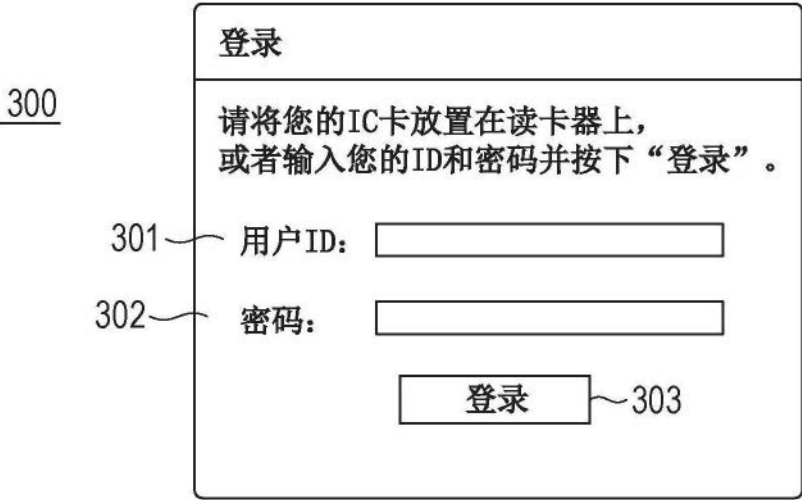 登录
300
请将您的IC卡放置在读卡器上，
或者输入您的ID和密码并按下“登录”。
301 用户ID：
302 密码：
登录 303